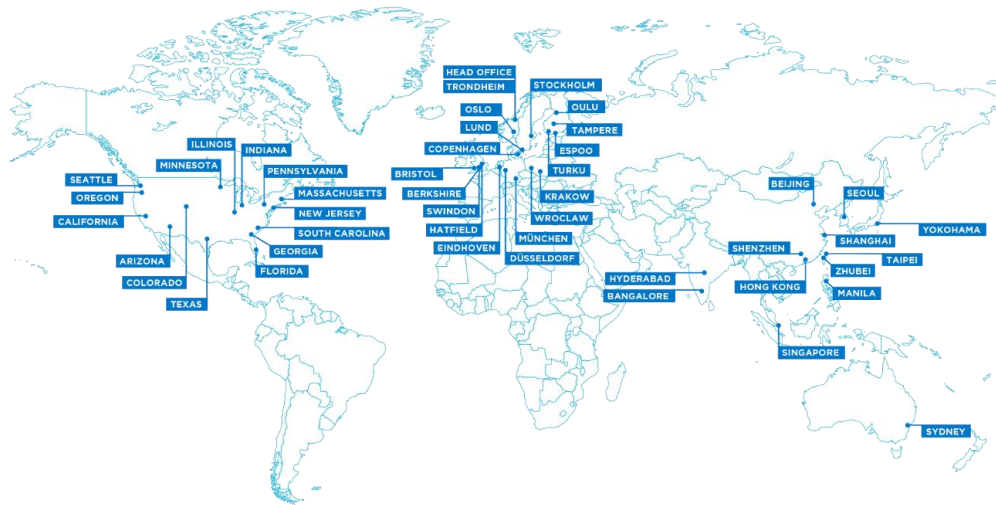 HEAD OFFICE
TRONDHEIM
STOCKHOLM
OSLO
OULU
LUND
TAMPERE
COPENHAGEN
ESPOO
TURKU
BRISTOL
BERKSHIRE
KRAKOW
SWINDON
WROCLAW
HATFIELD
MÜNCHEN
EINDHOVEN
DÜSSELDORF
ILLINOIS
INDIANA
MINNESOTA
PENNSYLVANIA
SEATTLE
MASSACHUSETTS
OREGON
NEW JERSEY
CALIFORNIA
SOUTH CAROLINA
GEORGIA
ARIZONA
FLORIDA
COLORADO
TEXAS
BEIJING
SEOUL
YOKOHAMA
SHANGHAI
SHENZHEN
TAIPEI
HYDERABAD
ZHUBEI
HONG KONG
BANGALORE
MANILA
SINGAPORE
SYDNEY